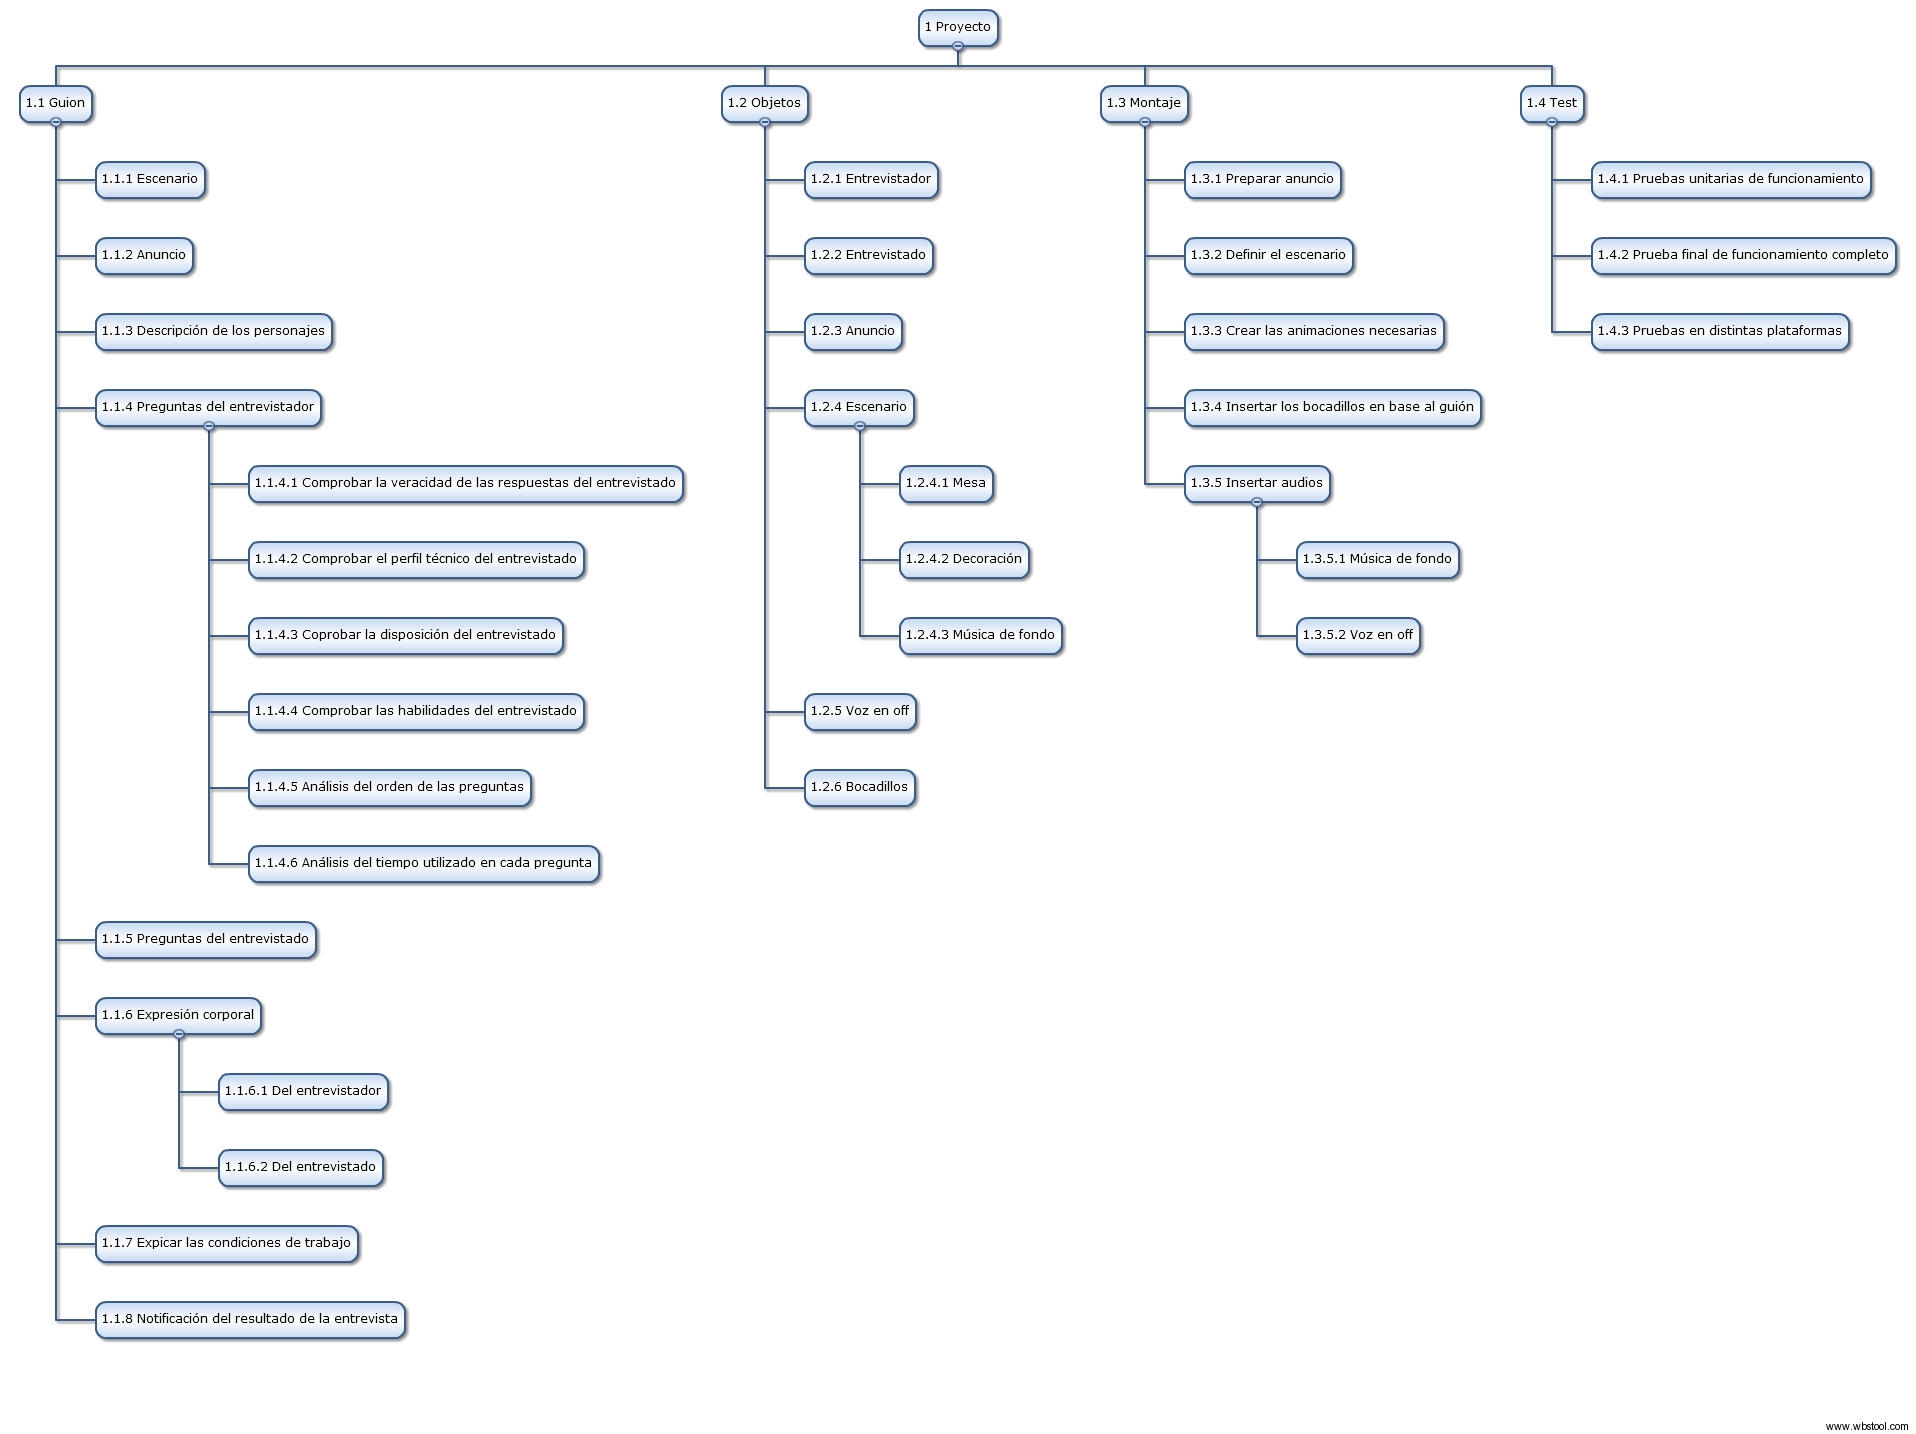 1 Proyecto
1.1 Guion
1.1.1 Escenario
1.1.2 Anuncio
1.1.3 Descripción de los personajes
1.1.4 Preguntas del entrevistador
1.1.4.1 Comprobar la veracidad de las respuestas del entrevistado
1.1.4.2 Comprobar el perfil técnico del entrevistado
1.1.4.3 Coprobar la disposición del entrevistado
1.1.4.4 Comprobar las habilidades del entrevistado
1.1.4.5 Análisis del orden de las preguntas
1.1.4.6 Análisis del tiempo utilizado en cada pregunta
1.1.5 Preguntas del entrevistado
1.1.6 Expresión corporal
1.1.6.1 Del entrevistador
1.1.6.2 Del entrevistado
1.1.7 Expicar las condiciones de trabajo
1.1.8 Notificación del resultado de la entrevista
1.2 Objetos
1.2.1 Entrevistador
1.2.2 Entrevistado
1.2.3 Anuncio
1.2.4 Escenario
1.2.4.1 Mesa
1.2.4.2 Decoración
1.2.4.3 Música de fondo
1.2.5 Voz en off
1.2.6 Bocadillos
1.3 Montaje
1.3.1 Preparar anuncio
1.3.2 Definir el escenario
1.3.3 Crear las animaciones necesarias
1.3.4 Insertar los bocadillos en base al guión
1.3.5 Insertar audios
1.3.5.1 Música de fondo
1.3.5.2 Voz en off
1.4 Test
1.4.1 Pruebas unitarias de funcionamiento
1.4.2 Prueba final de funcionamiento completo
1.4.3 Pruebas en distintas plataformas
www.wbstool.com